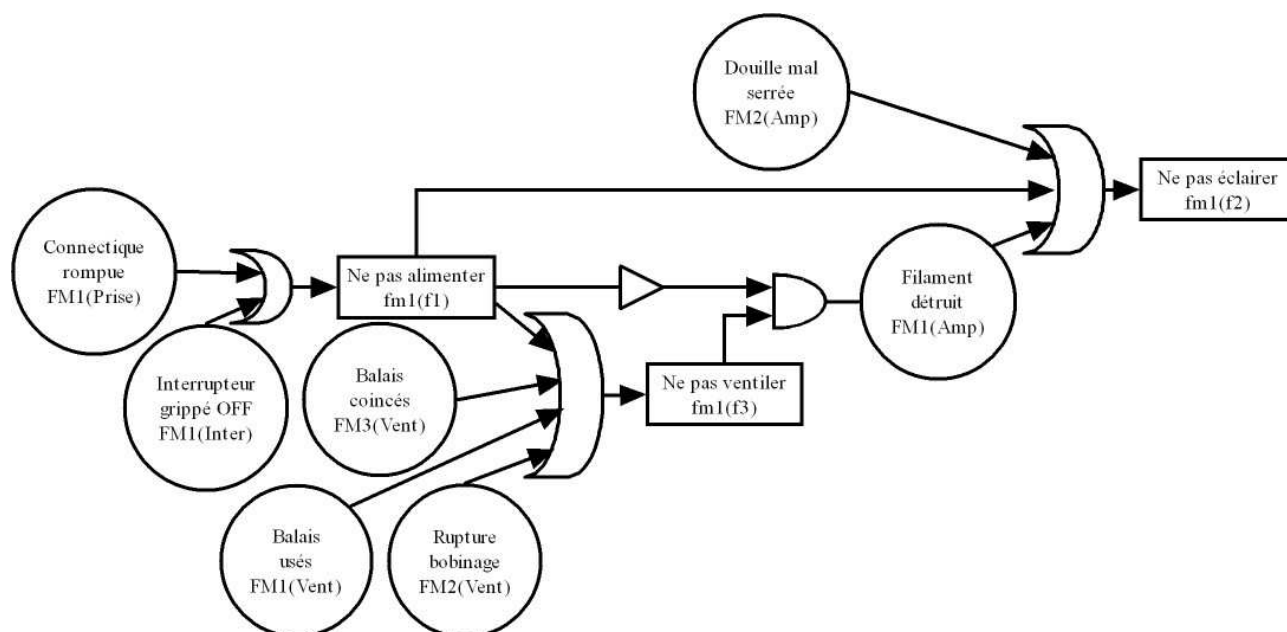 Douille mal
serrée
FM2(Amp)
Ne pas éclairer
fm1(f2)
Connectique
rompue
FM1(Prise)
Ne pas alimenter
fm1(f1)
Filament
détruit
FM1(Amp)
Interrupteur
grippé OFF
FM1(Inter)
Balais
coincés
FM3(Vent)
Ne pas ventiler
fm1(f3)
Balais
usés
FM1(Vent)
Rupture
bobinage
FM2(Vent)